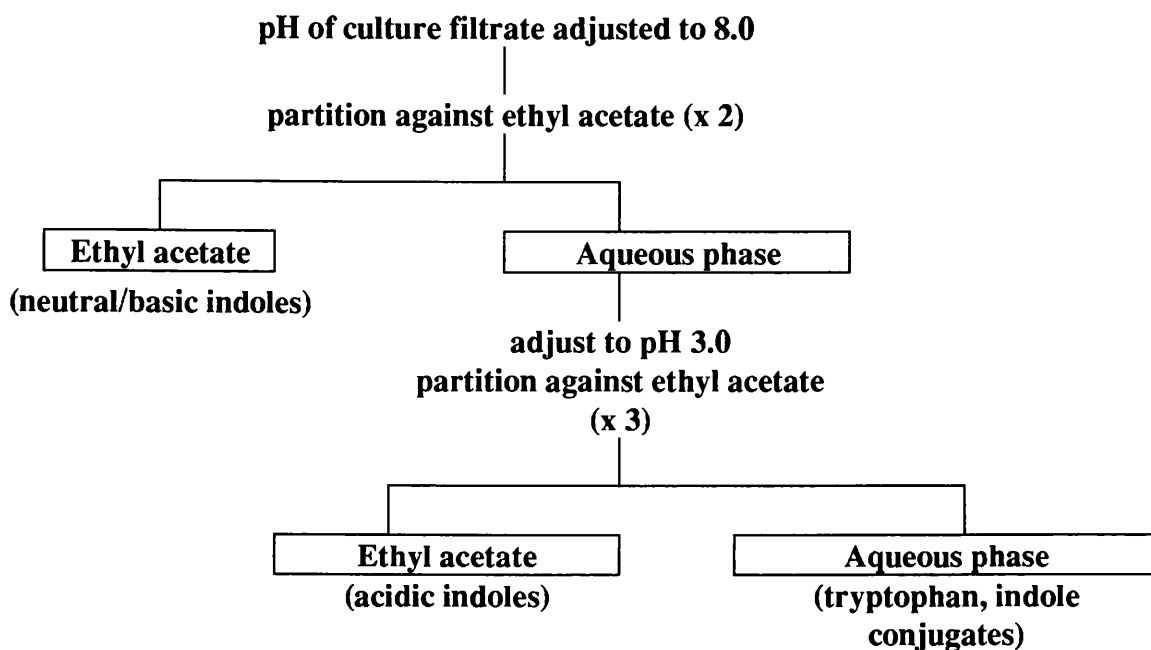 pH of culture filtrate adjusted to 8.0
partition against ethyl acetate (x 2)
Ethyl acetate
(neutral/basic indoles)
Aqueous phase
adjust to pH 3.0
partition against ethyl acetate
(x 3)
Ethyl acetate
(acidic indoles)
Aqueous phase
(tryptophan, indole
conjugates)